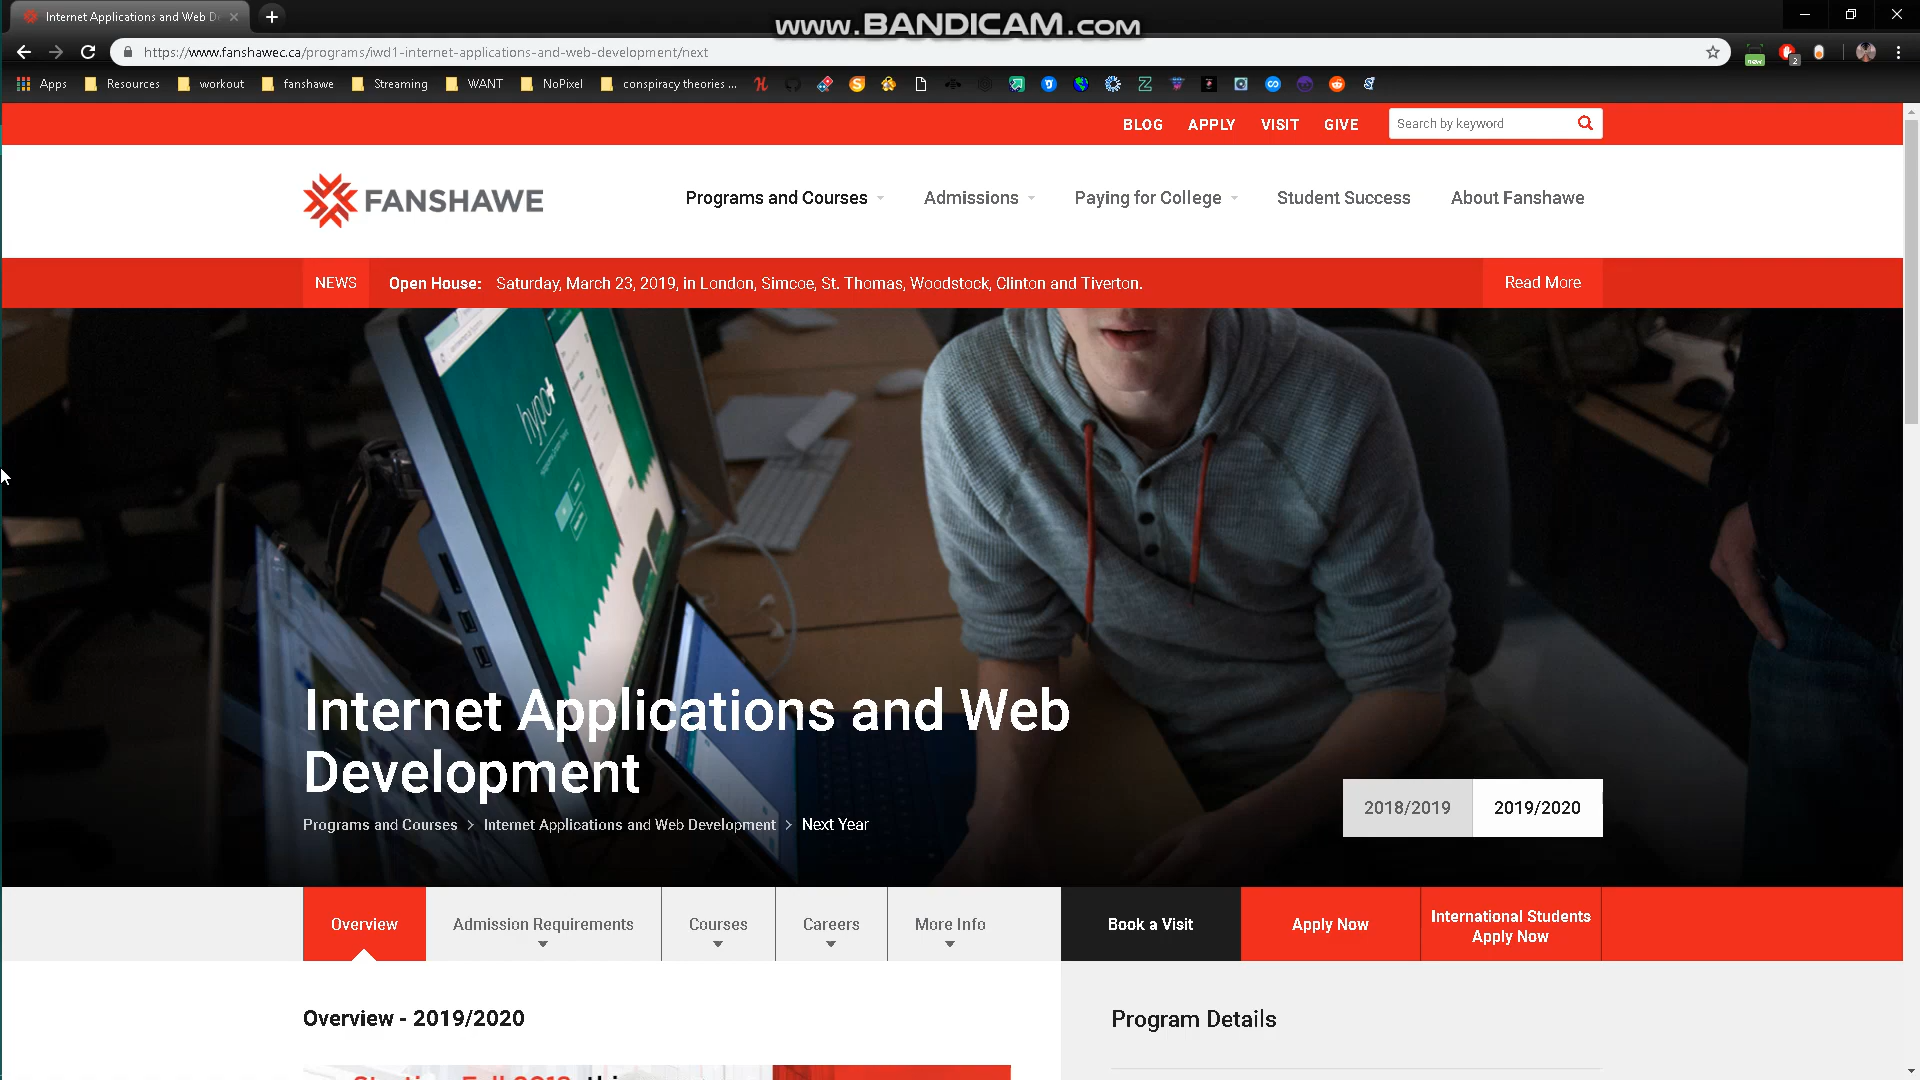 Internet Applications and Web De
www.BANDICAM.com
https://www.fanshawec.ca/programs/iwd1-internet-applications-and-web-development/next
new
2
Apps
Resources
workout
fanshawe
Streaming
WANT
NoPixel
conspiracy theories ...
BLOG
APPLY
VISIT
GIVE
Search by keyword
FANSHAWE
Programs and Courses
Admissions
Paying for College
Student Success
About Fanshawe
NEWS
Open House: Saturday, March 23, 2019, in London, Simcoe, St. Thomas, Woodstock, Clinton and Tiverton.
Read More
hypo+
Internet Applications and Web
Development
Programs and Courses > Internet Applications and Web Development > Next Year
2018/2019
2019/2020
Overview
Admission Requirements
Courses
Careers
More Info
Book a Visit
Apply Now
International Students
Apply Now
Overview - 2019/2020
Program Details